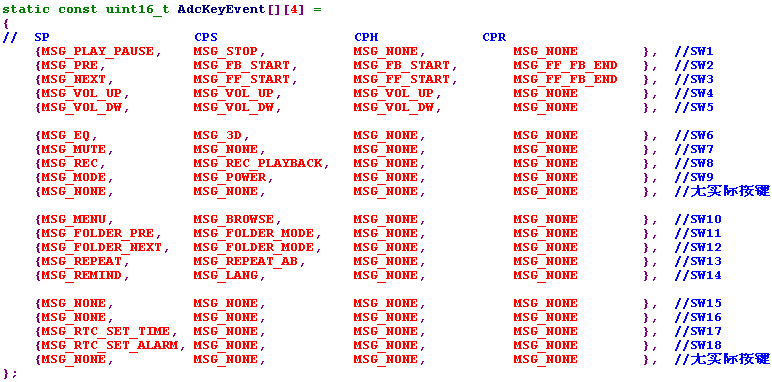 static const uint16_t AdcKeyEvent[][4] =
{
// SP CPS CPH CPR
{MSG_PLAY_PAUSE, MSG_STOP, MSG_NONE, MSG_NONE }, //SW1
{MSG_PRE, MSG_FB_START, MSG_FB_START, MSG_FF_FB_END }, //SW2
{MSG_NEXT, MSG_FF_START, MSG_FF_START, MSG_FF_FB_END }, //SW3
{MSG_VOL_UP, MSG_VOL_UP, MSG_VOL_UP, MSG_NONE }, //SW4
{MSG_VOL_DW, MSG_VOL_DW, MSG_VOL_DW, MSG_NONE }, //SW5
{MSG_EQ, MSG_3D, MSG_NONE, MSG_NONE }, //SW6
{MSG_MUTE, MSG_NONE, MSG_NONE, MSG_NONE }, //SW7
{MSG_REC, MSG_REC_PLAYBACK, MSG_NONE, MSG_NONE }, //SW8
{MSG_MODE, MSG_POWER, MSG_NONE, MSG_NONE }, //SW9
{MSG_NONE, MSG_NONE, MSG_NONE, MSG_NONE }, //无实际按键
{MSG_MENU, MSG_BROWSE, MSG_NONE, MSG_NONE }, //SW10
{MSG_FOLDER_PRE, MSG_FOLDER_MODE, MSG_NONE, MSG_NONE }, //SW11
{MSG_FOLDER_NEXT, MSG_FOLDER_MODE, MSG_NONE, MSG_NONE }, //SW12
{MSG_REPEAT, MSG_REPEAT_AB, MSG_NONE, MSG_NONE }, //SW13
{MSG_REMIND, MSG_LANG, MSG_NONE, MSG_NONE }, //SW14
{MSG_NONE, MSG_NONE, MSG_NONE, MSG_NONE }, //SW15
{MSG_NONE, MSG_NONE, MSG_NONE, MSG_NONE }, //SW16
{MSG_RTC_SET_TIME, MSG_NONE, MSG_NONE, MSG_NONE }, //SW17
{MSG_RTC_SET_ALARM, MSG_NONE, MSG_NONE, MSG_NONE }, //SW18
{MSG_NONE, MSG_NONE, MSG_NONE, MSG_NONE }, //无实际按键
};